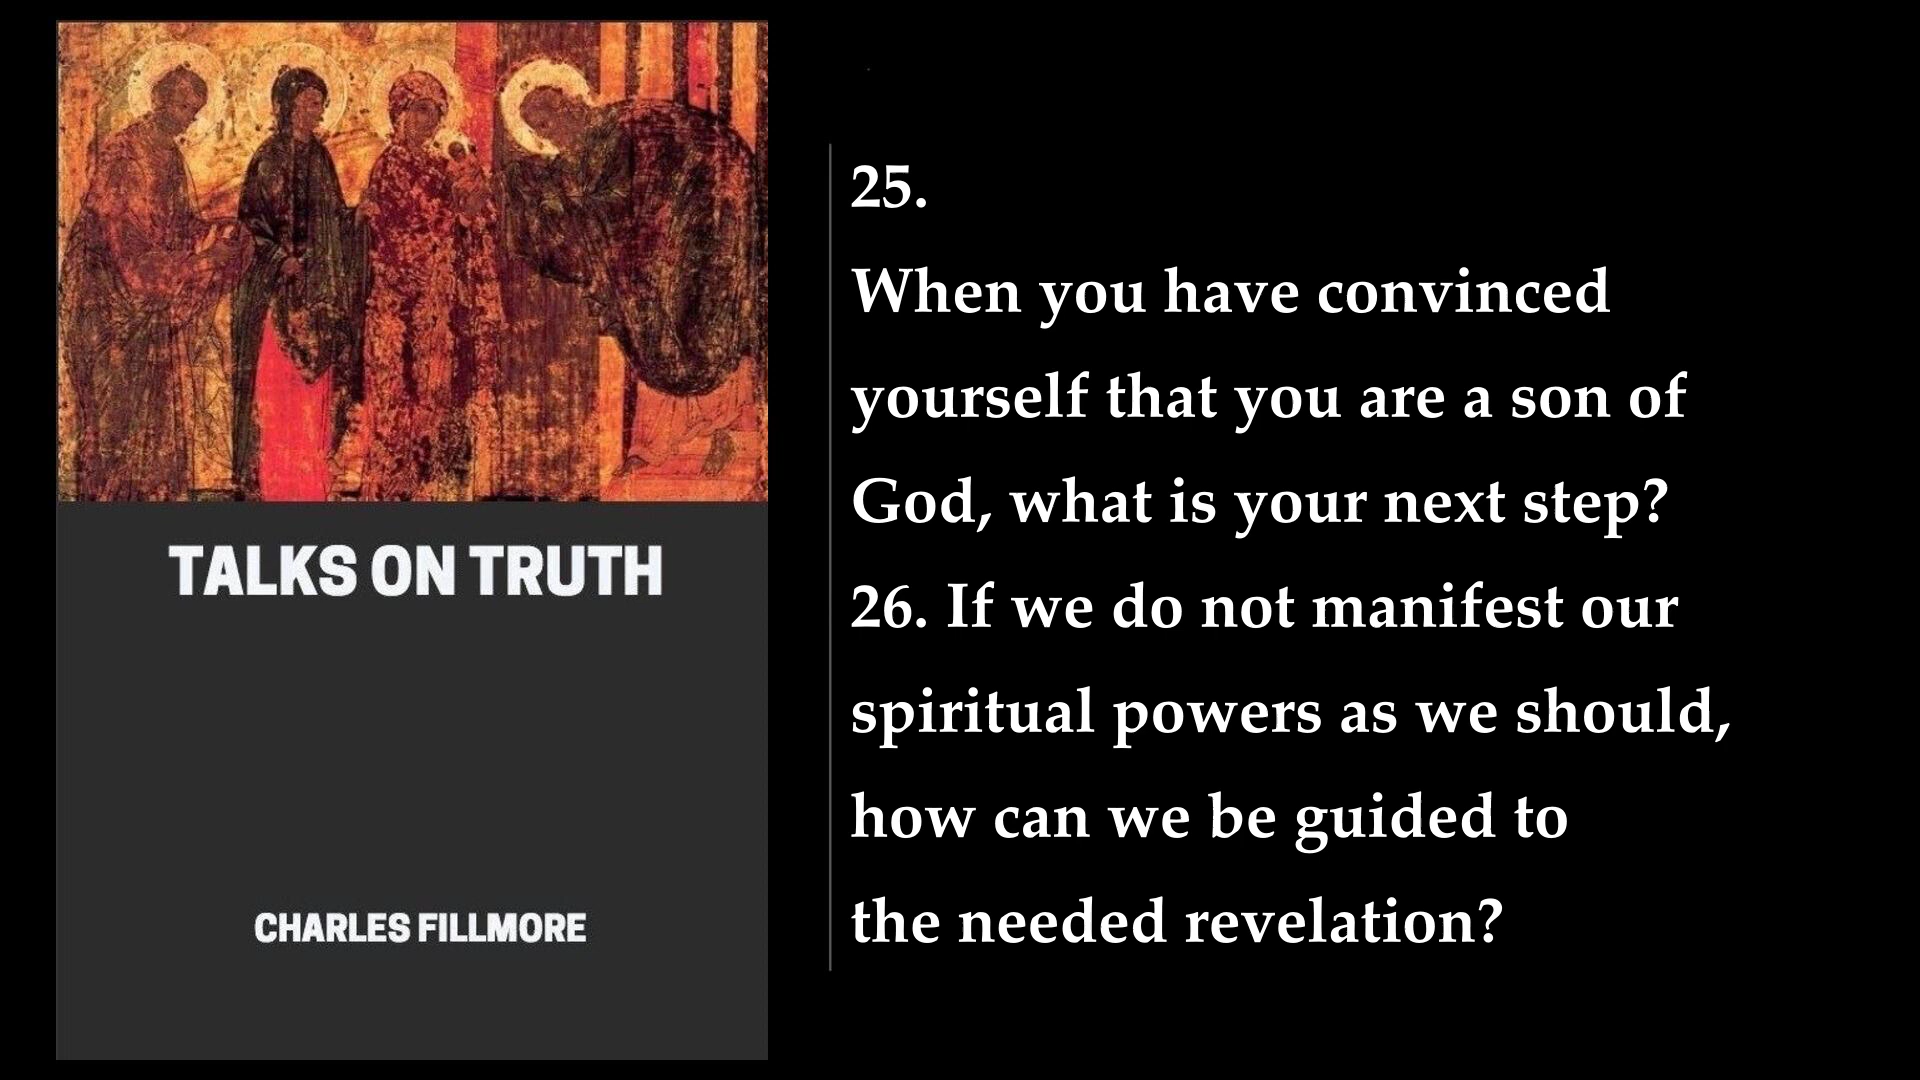 TALKS ON TRUTH
CHARLES FILLMORE
25.
When you have convinced
yourself that you are a son of
God, what is your next step?
26. If we do not manifest our
spiritual powers as we should,
how can we be guided to
the needed revelation?